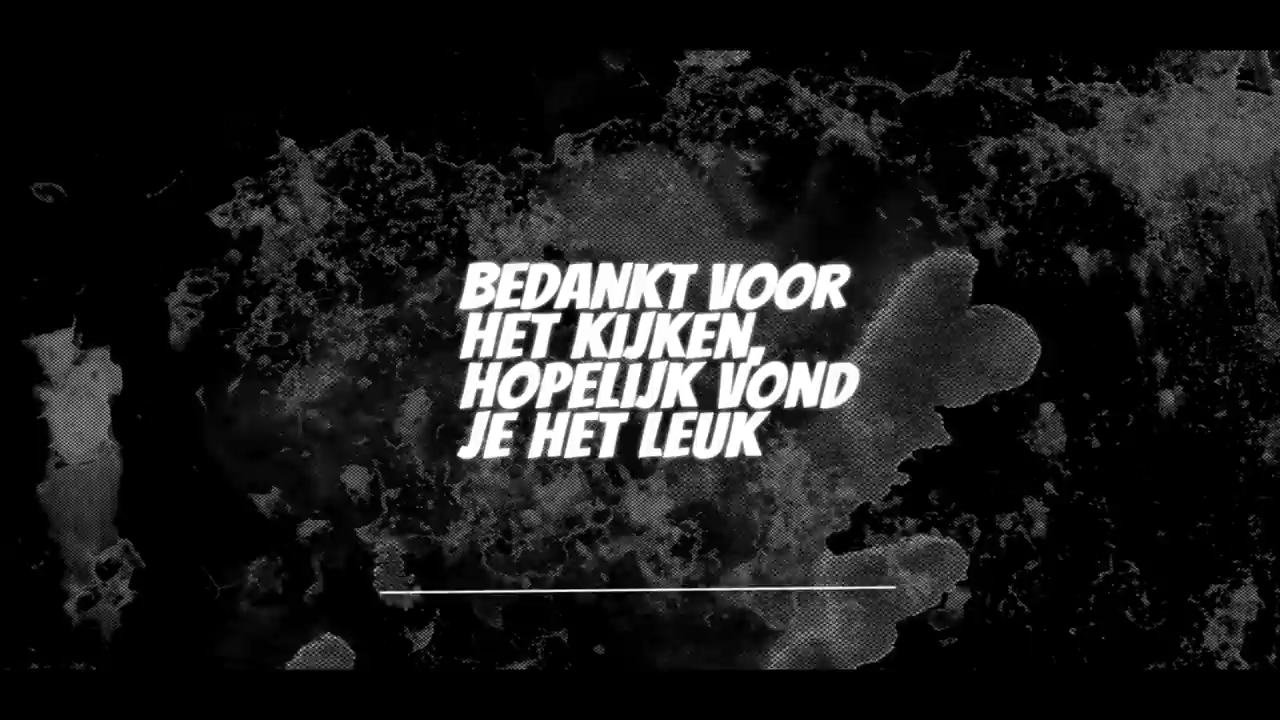 BEDANKT VOOR
HET KIJKEN,
HOPELIJK VOND
JE HET LEUK